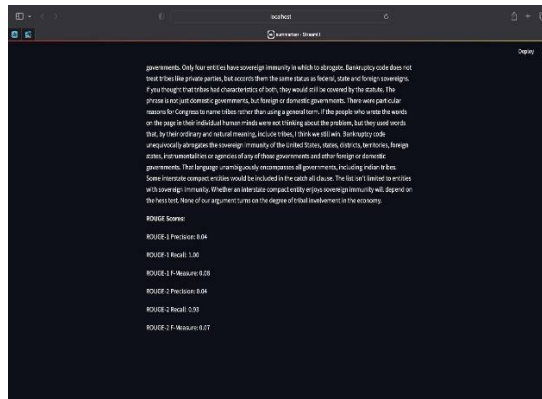 localhost
summarizer · Streamlit
Deploy
governments. Only four entities have sovereign immunity in which to abrogate. Bankruptcy code does not
treat tribes like private parties, but accords them the same status as federal, state and foreign sovereigns.
If you thought that tribes had characteristics of both, they would still be covered by the statute. The
phrase is not just domestic governments, but foreign or domestic governments. There were particular
reasons for Congress to name tribes rather than using a general term. If the people who wrote the words
on the page in their individual human minds were not thinking about the problem, but they used words
that, by their ordinary and natural meaning, include tribes, I think we still win. Bankruptcy code
unequivocally abrogates the sovereign immunity of the United States, states, districts, territories, foreign
states, instrumentalities or agencies of any of those governments and other foreign or domestic
governments. That language unambiguously encompasses all governments, including indian tribes.
Some interstate compact entities would be included in the catch all clause. The list isn't limited to entities
with sovereign immunity. Whether an interstate compact entity enjoys sovereign immunity will depend on
the hess test. None of our argument turns on the degree of tribal involvement in the economy.
ROUGE Scores:
ROUGE-1 Precision: 0.04
ROUGE-1 Recall: 1.00
ROUGE-1 F-Measure: 0.08
ROUGE-2 Precision: 0.04
ROUGE-2 Recall: 0.93
ROUGE-2 F-Measure: 0.07